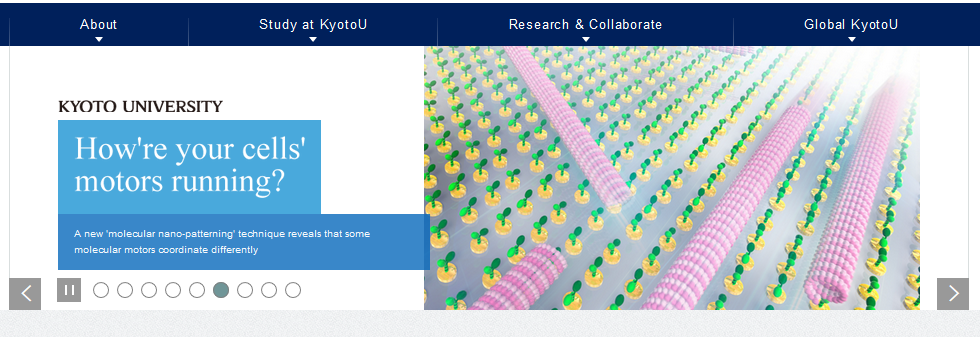 About
Study at KyotoU
Research & Collaborate
Global KyotoU
KYOTO UNIVERSITY
How're your cells'
motors running?
A new 'molecular nano-patterning' technique reveals that some
molecular motors coordinate differently